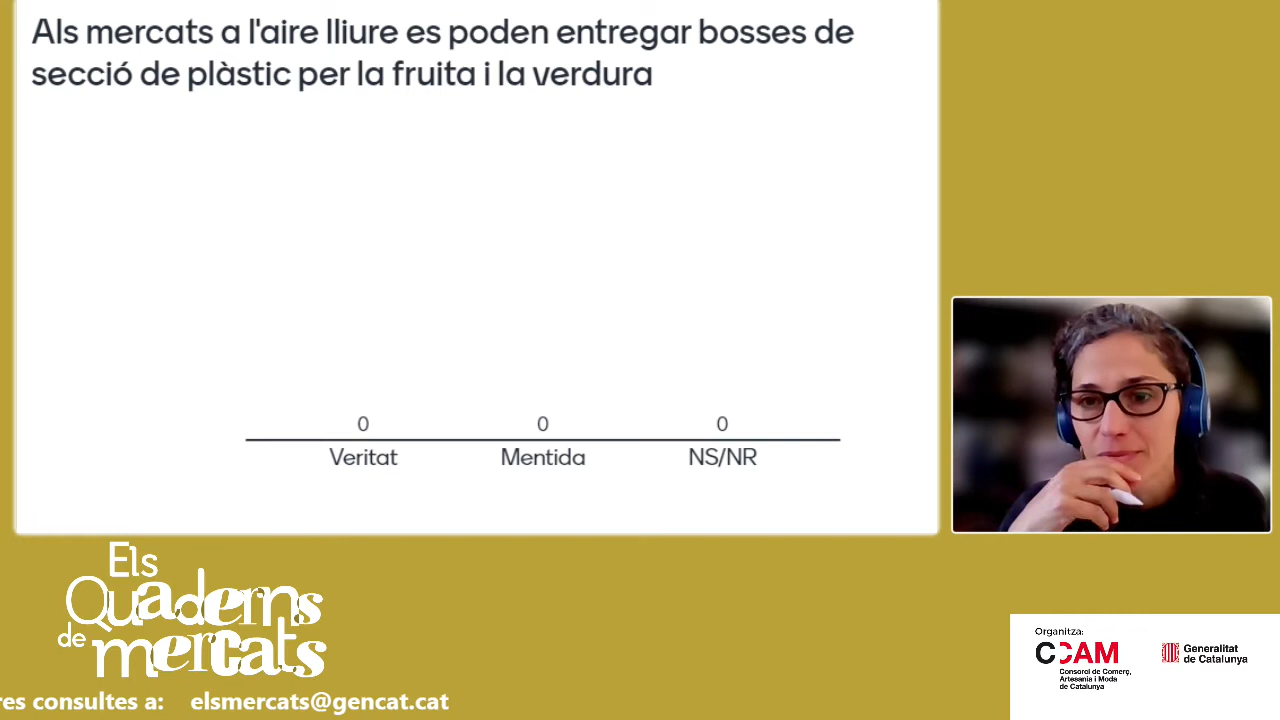 Als mercats a l'aire lliure es poden entregar bosses de
secció de plàstic per la fruita i la verdura
0 0 0
Veritat Mentida NS/NR
Els
Quaderns
de mercats
res consultes a: elsmercats@gencat.cat
Organitza:
CCAM
Consorci de Comerç,
Artesania i Moda
de Catalunya
Generalitat
de Catalunya